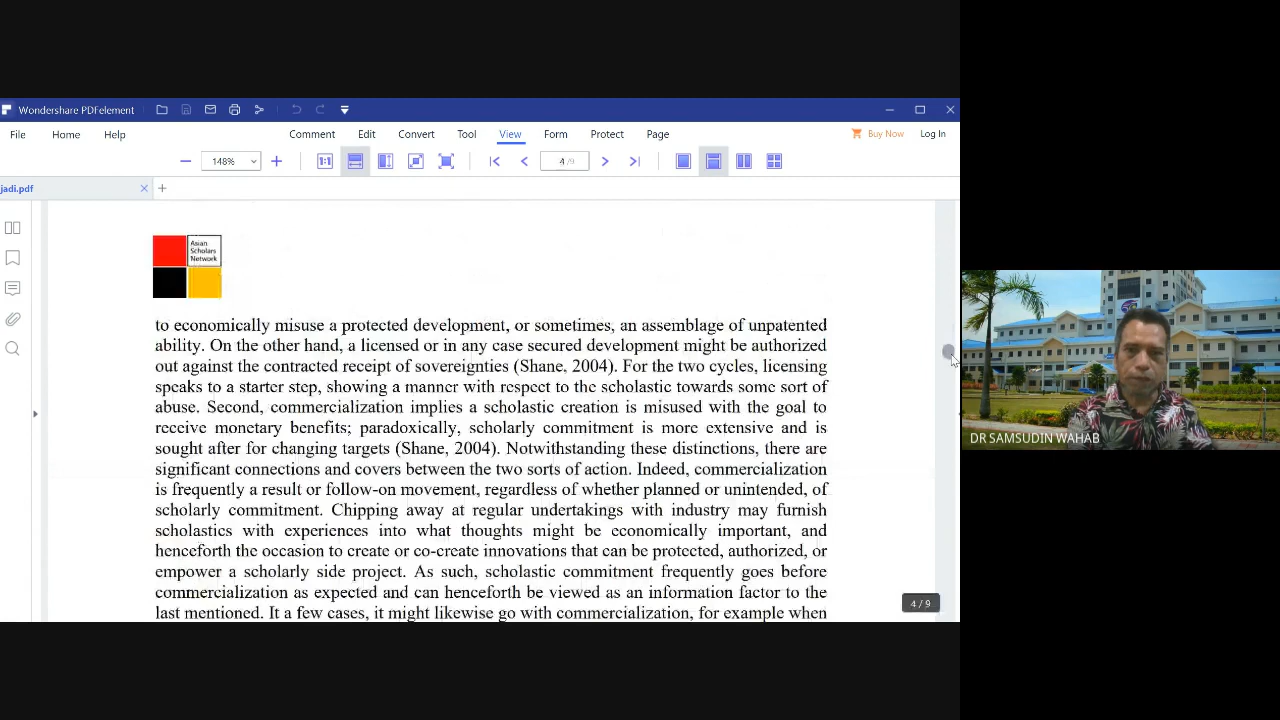 Wondershare PDFelement
File Home Help Comment Edit Convert Tool View Form Protect Page Buy Now Log In
148% 1:1 4 /9
jadi.pdf
Asian
Scholars
Network
to economically misuse a protected development, or sometimes, an assemblage of unpatented
ability. On the other hand, a licensed or in any case secured development might be authorized
out against the contracted receipt of sovereignties (Shane, 2004). For the two cycles, licensing
speaks to a starter step, showing a manner with respect to the scholastic towards some sort of
abuse. Second, commercialization implies a scholastic creation is misused with the goal to
receive monetary benefits; paradoxically, scholarly commitment is more extensive and is
sought after for changing targets (Shane, 2004). Notwithstanding these distinctions, there are
significant connections and covers between the two sorts of action. Indeed, commercialization
is frequently a result or follow-on movement, regardless of whether planned or unintended, of
scholarly commitment. Chipping away at regular undertakings with industry may furnish
scholastics with experiences into what thoughts might be economically important, and
henceforth the occasion to create or co-create innovations that can be protected, authorized, or
empower a scholarly side project. As such, scholastic commitment frequently goes before
commercialization as expected and can henceforth be viewed as an information factor to the
last mentioned. It a few cases, it might likewise go with commercialization, for example when
4 / 9
DR SAMSUDIN WAHAB